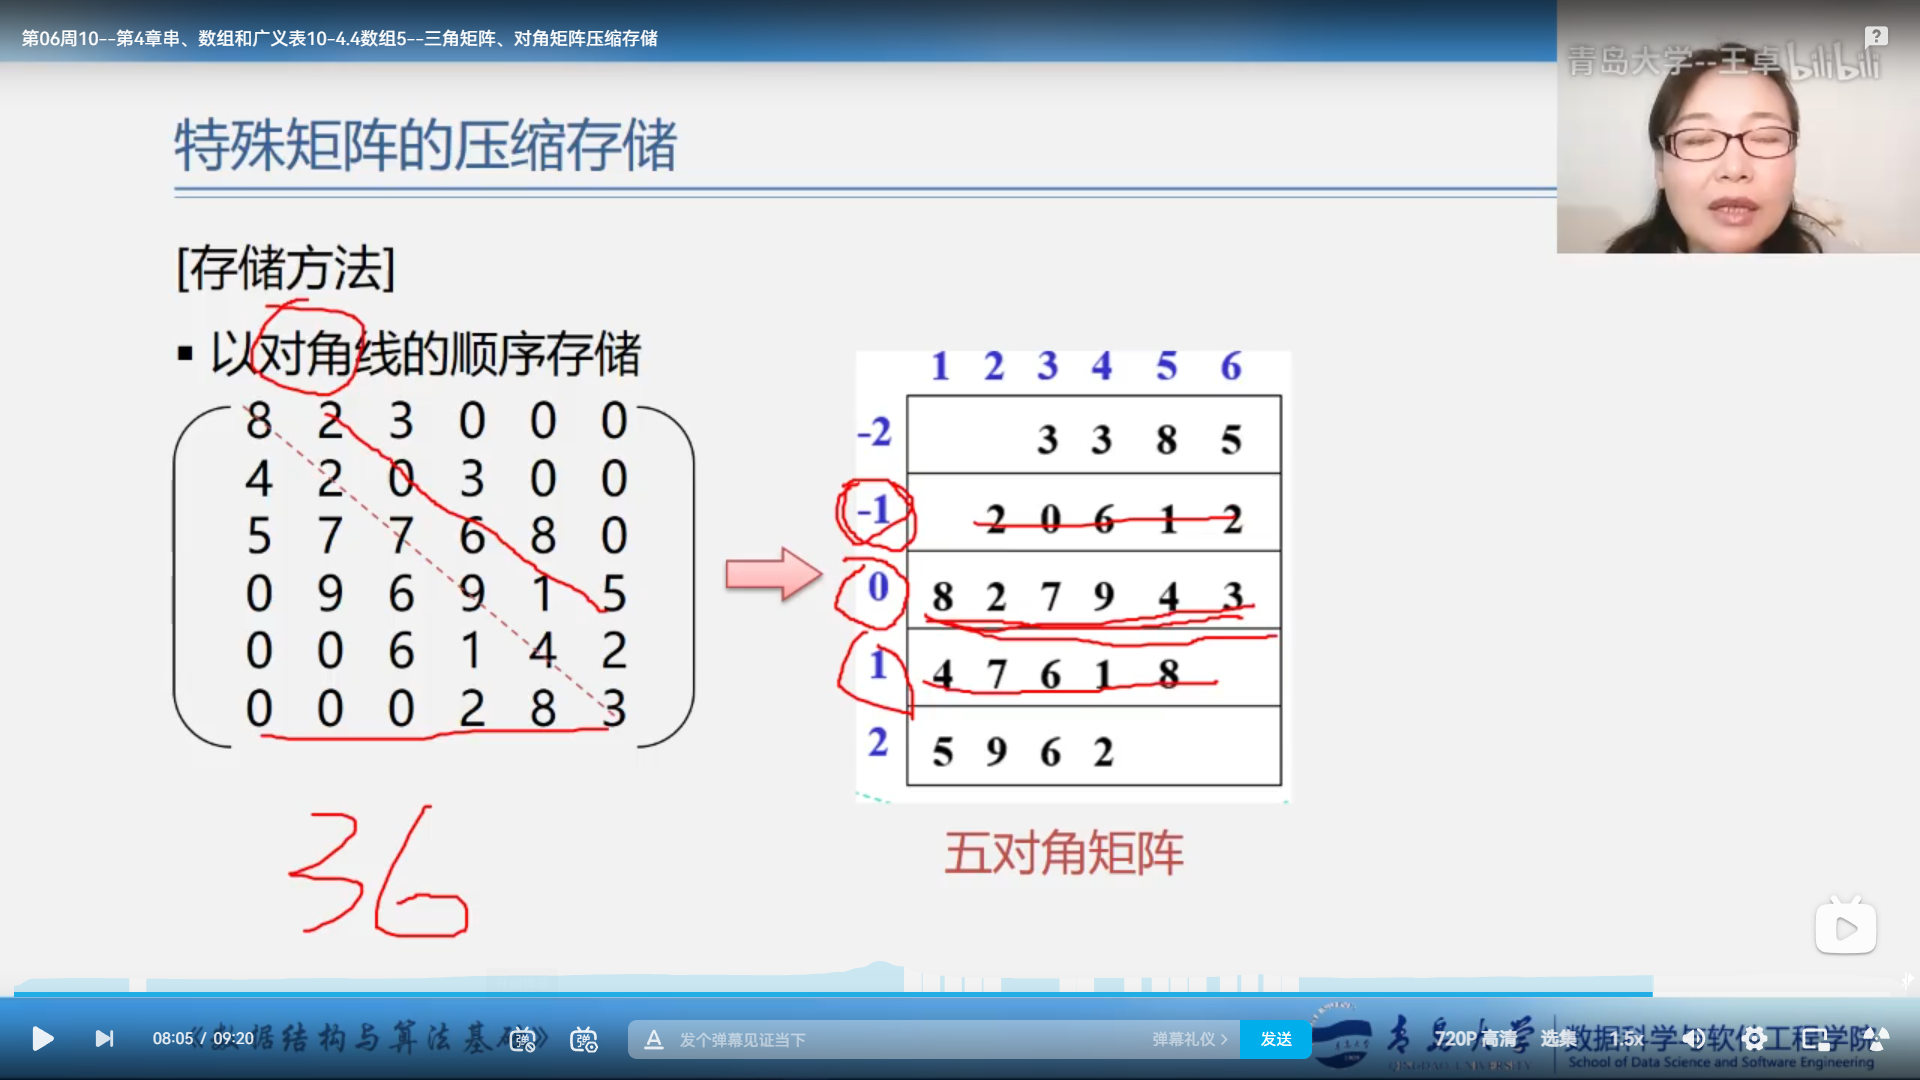 第06周10--第4章串、数组和广义表10-4.4数组5--三角矩阵、对角矩阵压缩存储
青岛大学--王卓 bilibili
特殊矩阵的压缩存储
[存储方法]
▪ 以对角线的顺序存储
8 2 3 0 0 0
4 2 0 3 0 0
5 7 7 6 8 0
0 9 6 9 1 5
0 0 6 1 4 2
0 0 0 2 8 3
1 2 3 4 5 6
-2 3 3 8 5
-1 2 0 6 1 2
0 8 2 7 9 4 3
1 4 7 6 1 8
2 5 9 6 2
五对角矩阵
36
08:05 / 09:20
《数据结构与算法基础》
发个弹幕见证当下
弹幕礼仪 >
发送
青岛大学
QINGDAO UNIVERSITY
720P 高清
选集
1.5x
数据科学与软件工程学院
School of Data Science and Software Engineering